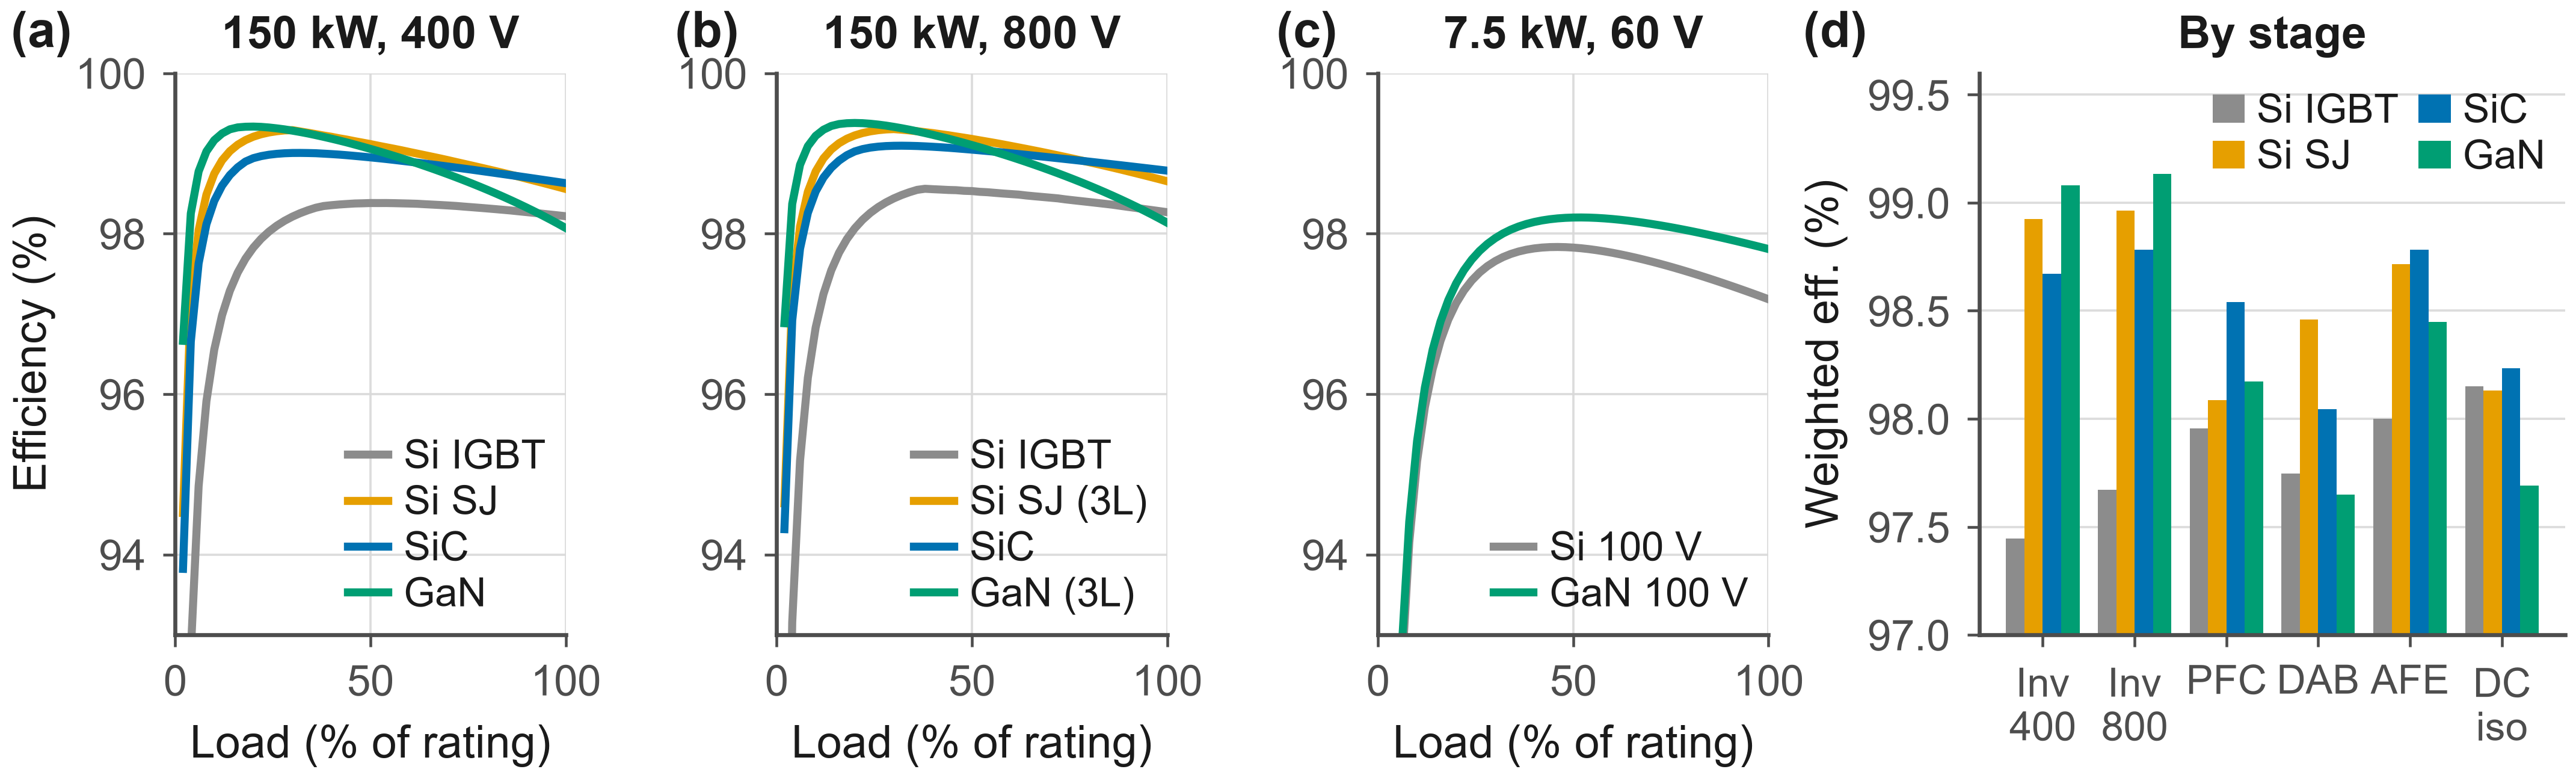 (a) 150 kW, 400 V
Efficiency (%)
100
98
96
94
Si IGBT
Si SJ
SiC
GaN
0 50 100
Load (% of rating)
(b) 150 kW, 800 V
100
98
96
94
Si IGBT
Si SJ (3L)
SiC
GaN (3L)
0 50 100
Load (% of rating)
(c) 7.5 kW, 60 V
100
98
96
94
Si 100 V
GaN 100 V
0 50 100
Load (% of rating)
(d) By stage
Weighted eff. (%)
99.5
99.0
98.5
98.0
97.5
97.0
Si IGBT SiC
Si SJ GaN
Inv 400
Inv 800
PFC
DAB
AFE
DC iso